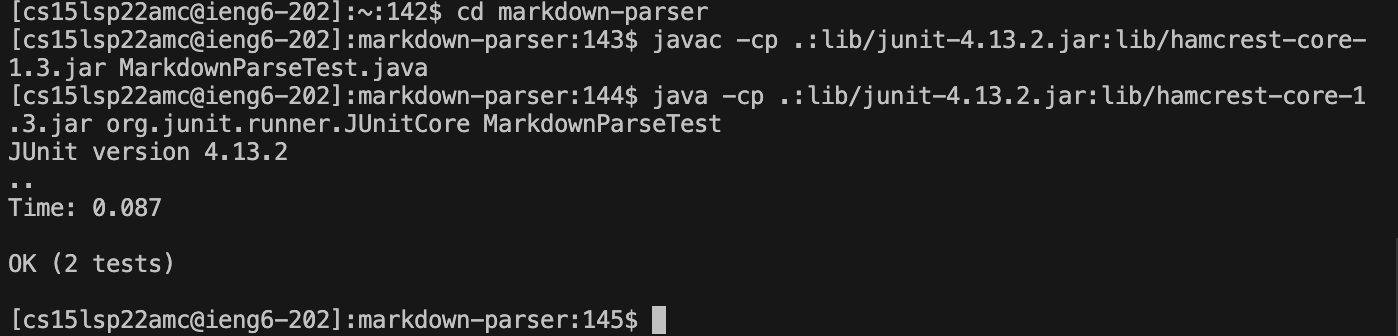 [cs15lsp22amc@ieng6-202]:~:142$ cd markdown-parser
[cs15lsp22amc@ieng6-202]:markdown-parser:143$ javac -cp .:lib/junit-4.13.2.jar:lib/hamcrest-core-
1.3.jar MarkdownParseTest.java
[cs15lsp22amc@ieng6-202]:markdown-parser:144$ java -cp .:lib/junit-4.13.2.jar:lib/hamcrest-core-1
.3.jar org.junit.runner.JUnitCore MarkdownParseTest
JUnit version 4.13.2
..
Time: 0.087
OK (2 tests)
[cs15lsp22amc@ieng6-202]:markdown-parser:145$